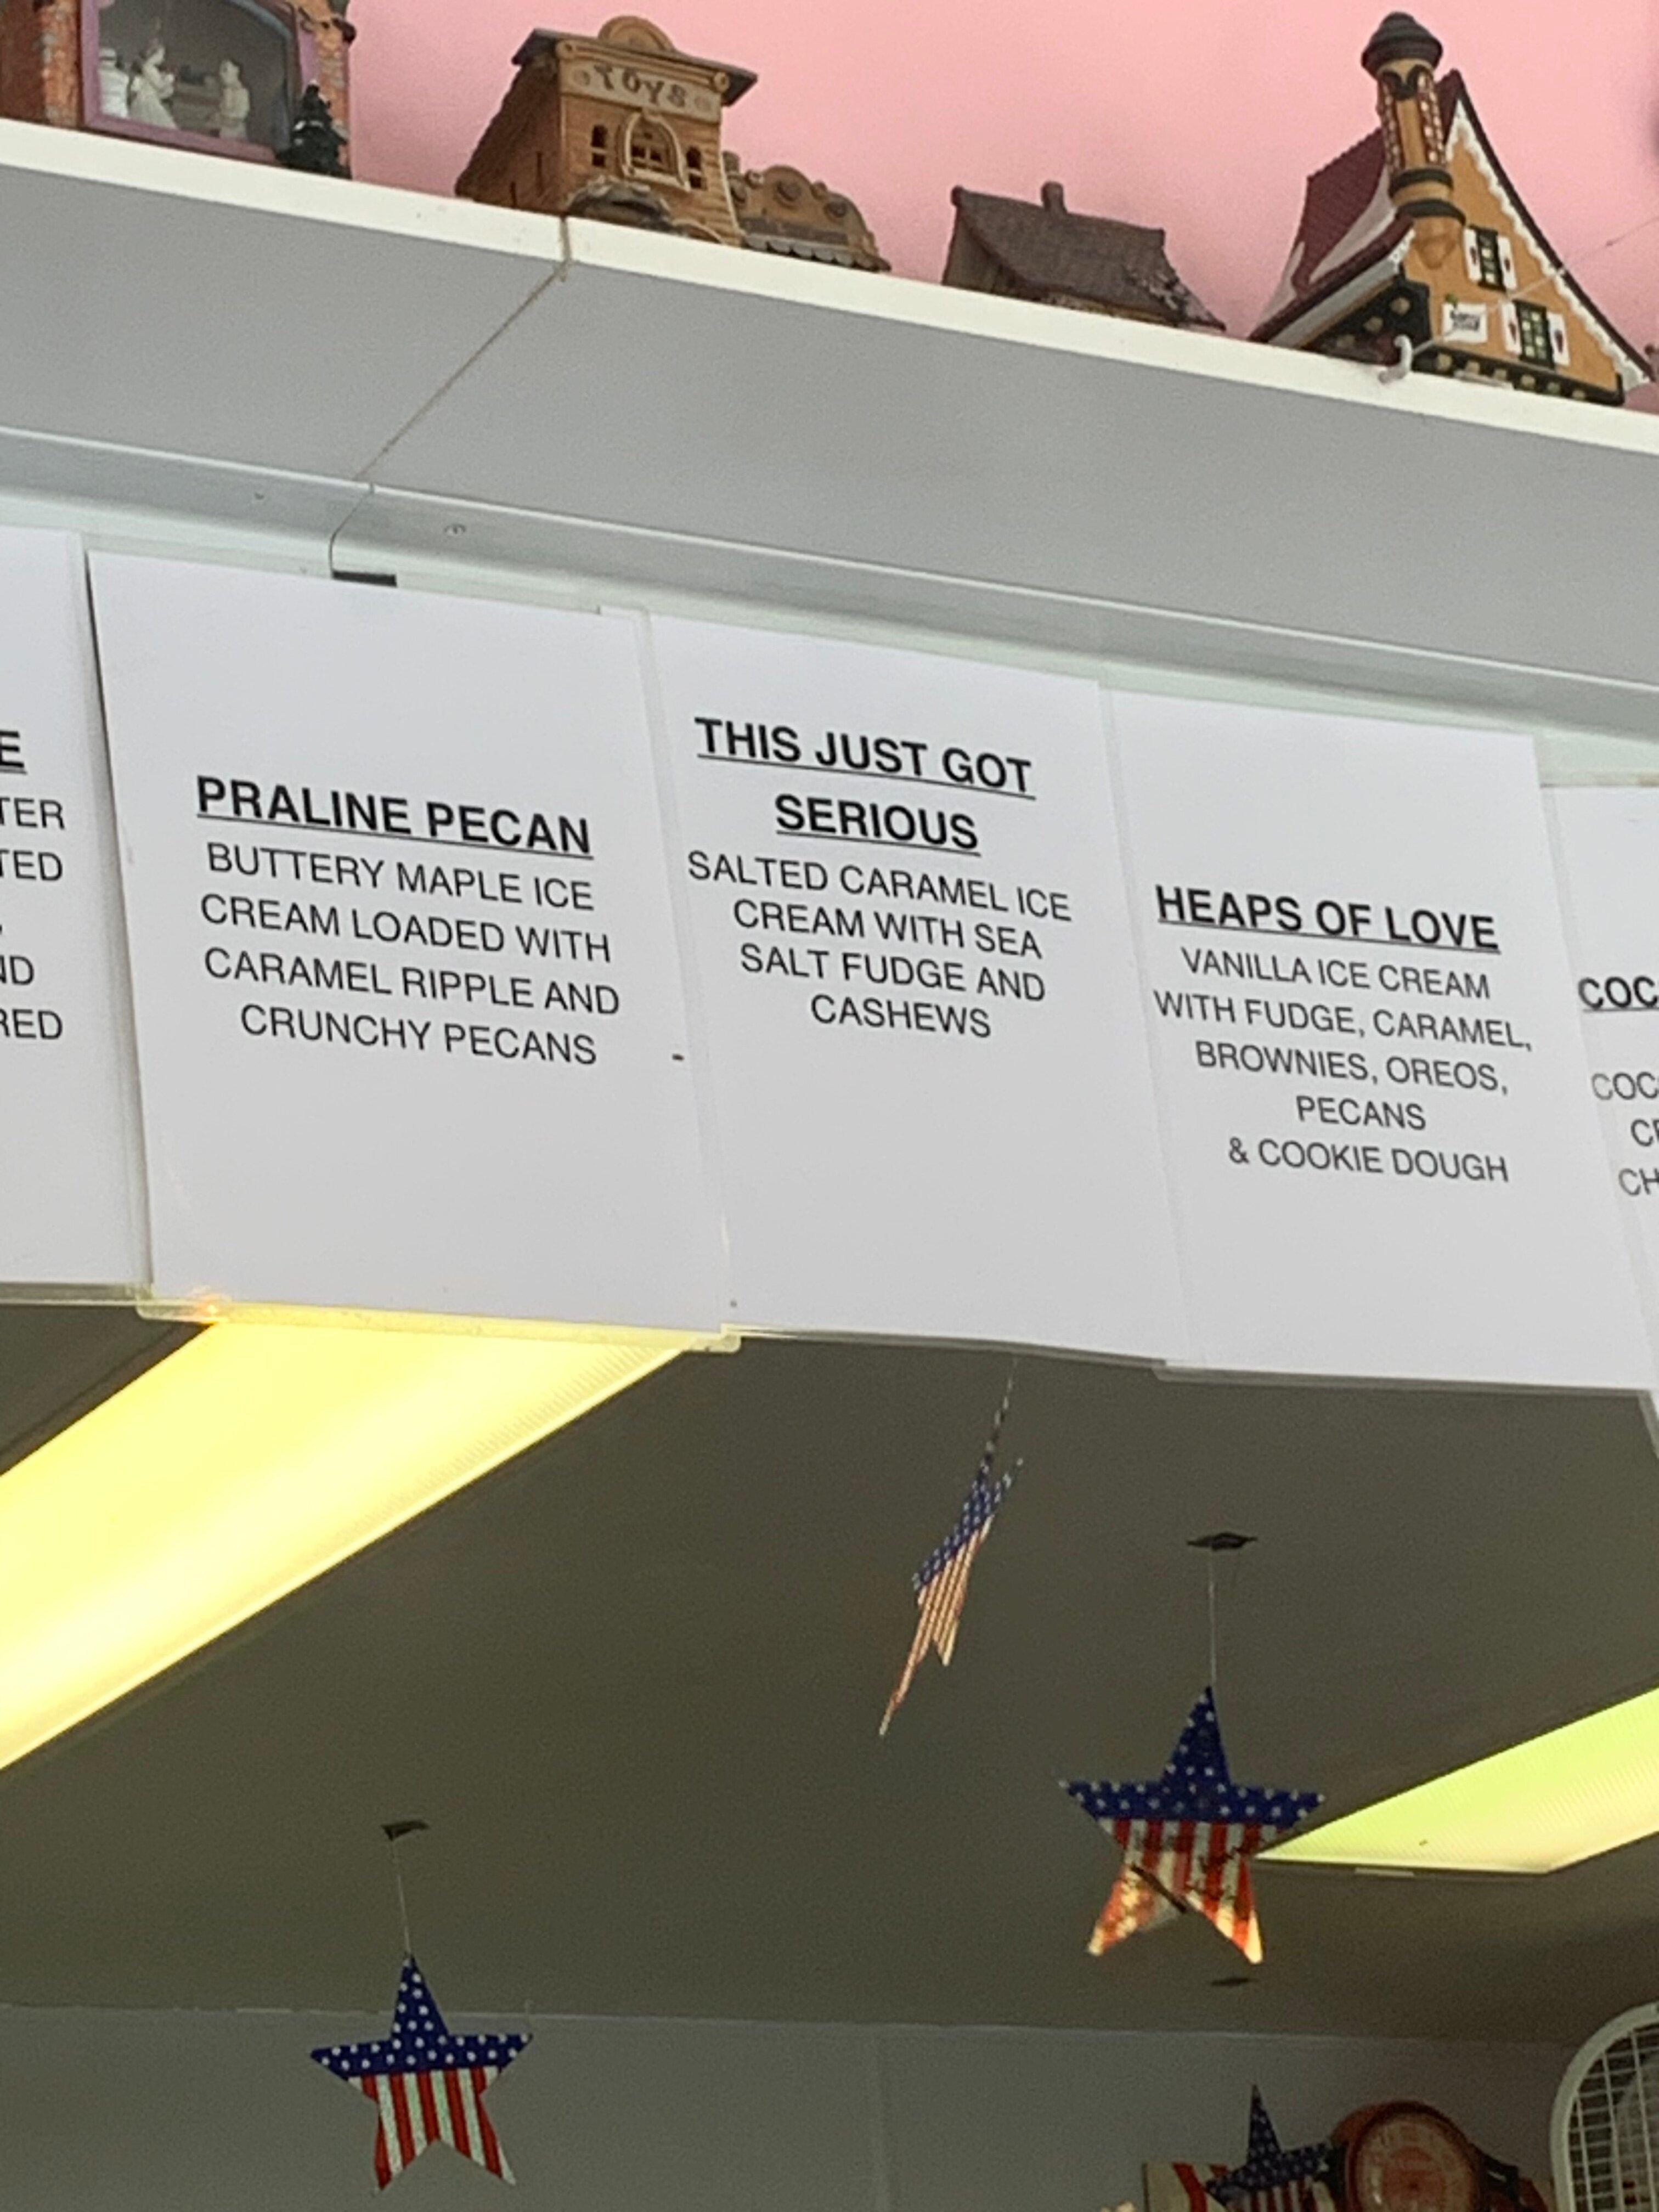 TOYS
E
TER
TED
ND
RED
PRALINE PECAN
BUTTERY MAPLE ICE
CREAM LOADED WITH
CARAMEL RIPPLE AND
CRUNCHY PECANS
THIS JUST GOT
SERIOUS
SALTED CARAMEL ICE
CREAM WITH SEA
SALT FUDGE AND
CASHEWS
HEAPS OF LOVE
VANILLA ICE CREAM
WITH FUDGE, CARAMEL,
BROWNIES, OREOS,
PECANS
& COOKIE DOUGH
COC
COC
CR
CH